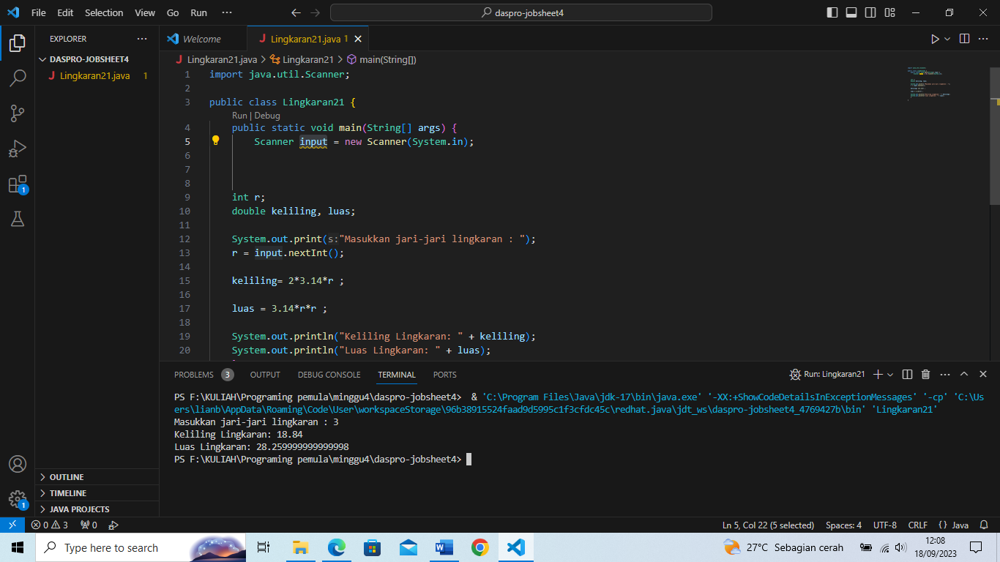 File Edit Selection View Go Run ···
daspro-jobsheet4
EXPLORER ···
DASPRO-JOBSHEET4
J Lingkaran21.java 1
OUTLINE
TIMELINE
JAVA PROJECTS
Welcome
J Lingkaran21.java 1
J Lingkaran21.java > Lingkaran21 > main(String[])
1 import java.util.Scanner;
2
3 public class Lingkaran21 {
Run | Debug
4 public static void main(String[] args) {
5 Scanner input = new Scanner(System.in);
6
7
8
9 int r;
10 double keliling, luas;
11
12 System.out.print(s:"Masukkan jari-jari lingkaran : ");
13 r = input.nextInt();
14
15 keliling= 2*3.14*r ;
16
17 luas = 3.14*r*r ;
18
19 System.out.println("Keliling Lingkaran: " + keliling);
20 System.out.println("Luas Lingkaran: " + luas);
PROBLEMS 3 OUTPUT DEBUG CONSOLE TERMINAL PORTS
Run: Lingkaran21
PS F:\KULIAH\Programing pemula\minggu4\daspro-jobsheet4> & 'C:\Program Files\Java\jdk-17\bin\java.exe' '-XX:+ShowCodeDetailsInExceptionMessages' '-cp' 'C:\Us
ers\lianb\AppData\Roaming\Code\User\workspaceStorage\96b38915524faad9d5995c1f3cfdc45c\redhat.java\jdt_ws\daspro-jobsheet4_4769427b\bin' 'Lingkaran21'
Masukkan jari-jari lingkaran : 3
Keliling Lingkaran: 18.84
Luas Lingkaran: 28.259999999999998
PS F:\KULIAH\Programing pemula\minggu4\daspro-jobsheet4>
1
1
0 3 0 Ln 5, Col 22 (5 selected) Spaces: 4 UTF-8 CRLF {} Java
Type here to search
27°C Sebagian cerah
12:08
18/09/2023